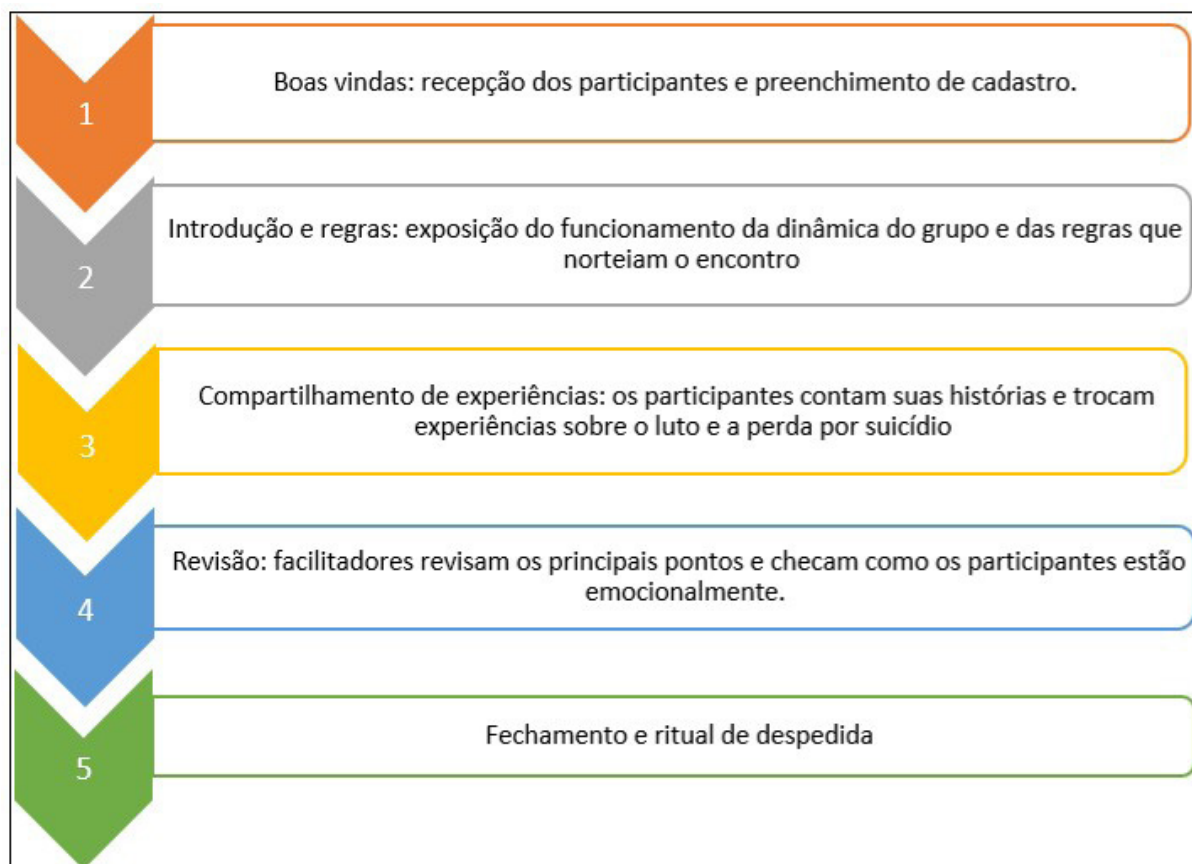 1
Boas vindas: recepção dos participantes e preenchimento de cadastro.
2
Introdução e regras: exposição do funcionamento da dinâmica do grupo e das regras que
norteiam o encontro
3
Compartilhamento de experiências: os participantes contam suas histórias e trocam
experiências sobre o luto e a perda por suicídio
4
Revisão: facilitadores revisam os principais pontos e checam como os participantes estão
emocionalmente.
5
Fechamento e ritual de despedida